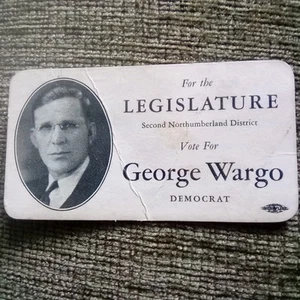 For the
LEGISLATURE
Second Northumberland District
Vote For
George Wargo
DEMOCRAT